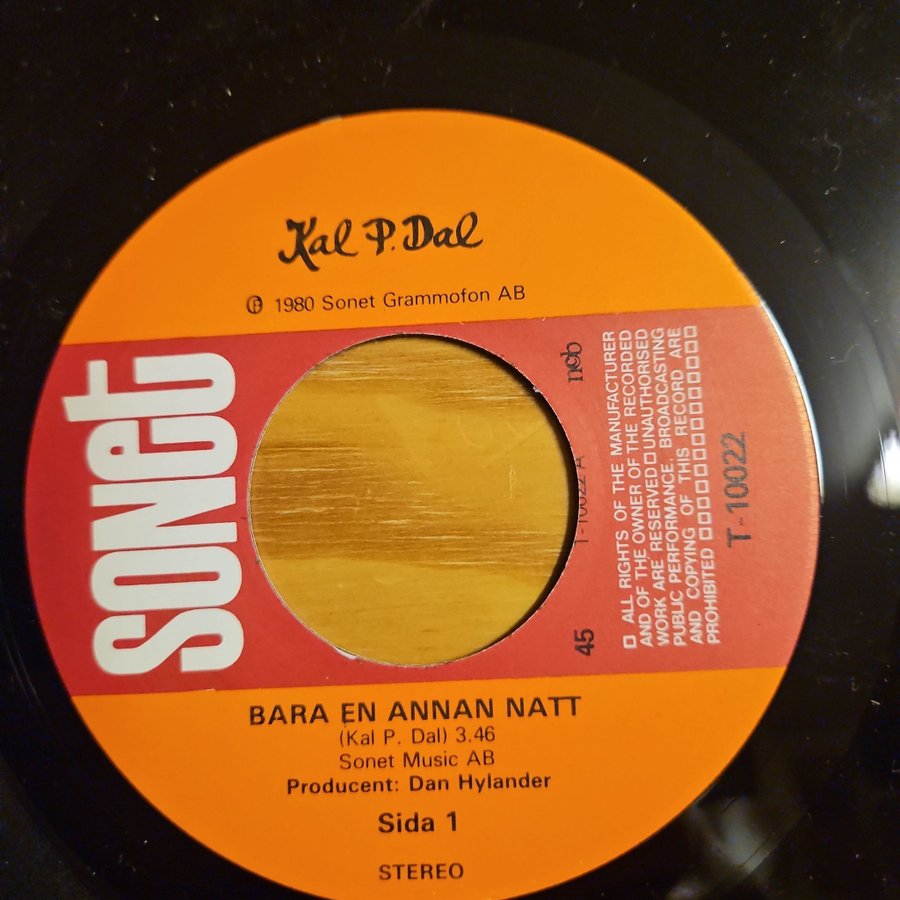 Kal P. Dal
℗ 1980 Sonet Grammofon AB
sonet
ncb
T-10022 A
45
□ ALL RIGHTS OF THE MANUFACTURER
AND OF THE OWNER OF THE RECORDED
WORK ARE RESERVED □ UNAUTHORISED
PUBLIC PERFORMANCE, BROADCASTING
AND COPYING OF THIS RECORD ARE
PROHIBITED □□□□□□□□□□□□□
T-10022
BARA EN ANNAN NATT
(Kal P. Dal) 3.46
Sonet Music AB
Producent: Dan Hylander
Sida 1
STEREO